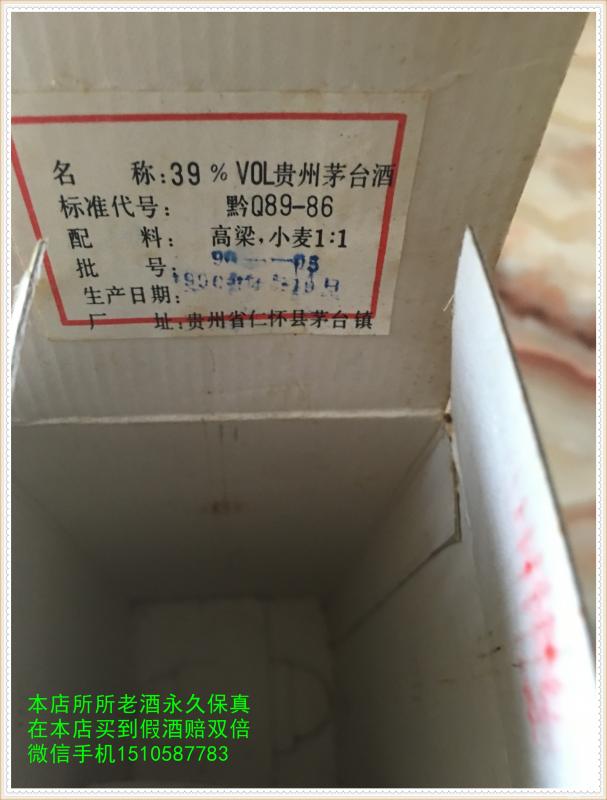 名 称:39%VOL贵州茅台酒
标准代号: 黔Q89-86
配 料: 高梁,小麦1:1
批 号: 90——05
生产日期:
厂 址:贵州省仁怀县茅台镇
本店所所老酒永久保真
在本店买到假酒赔双倍
微信手机1510587783